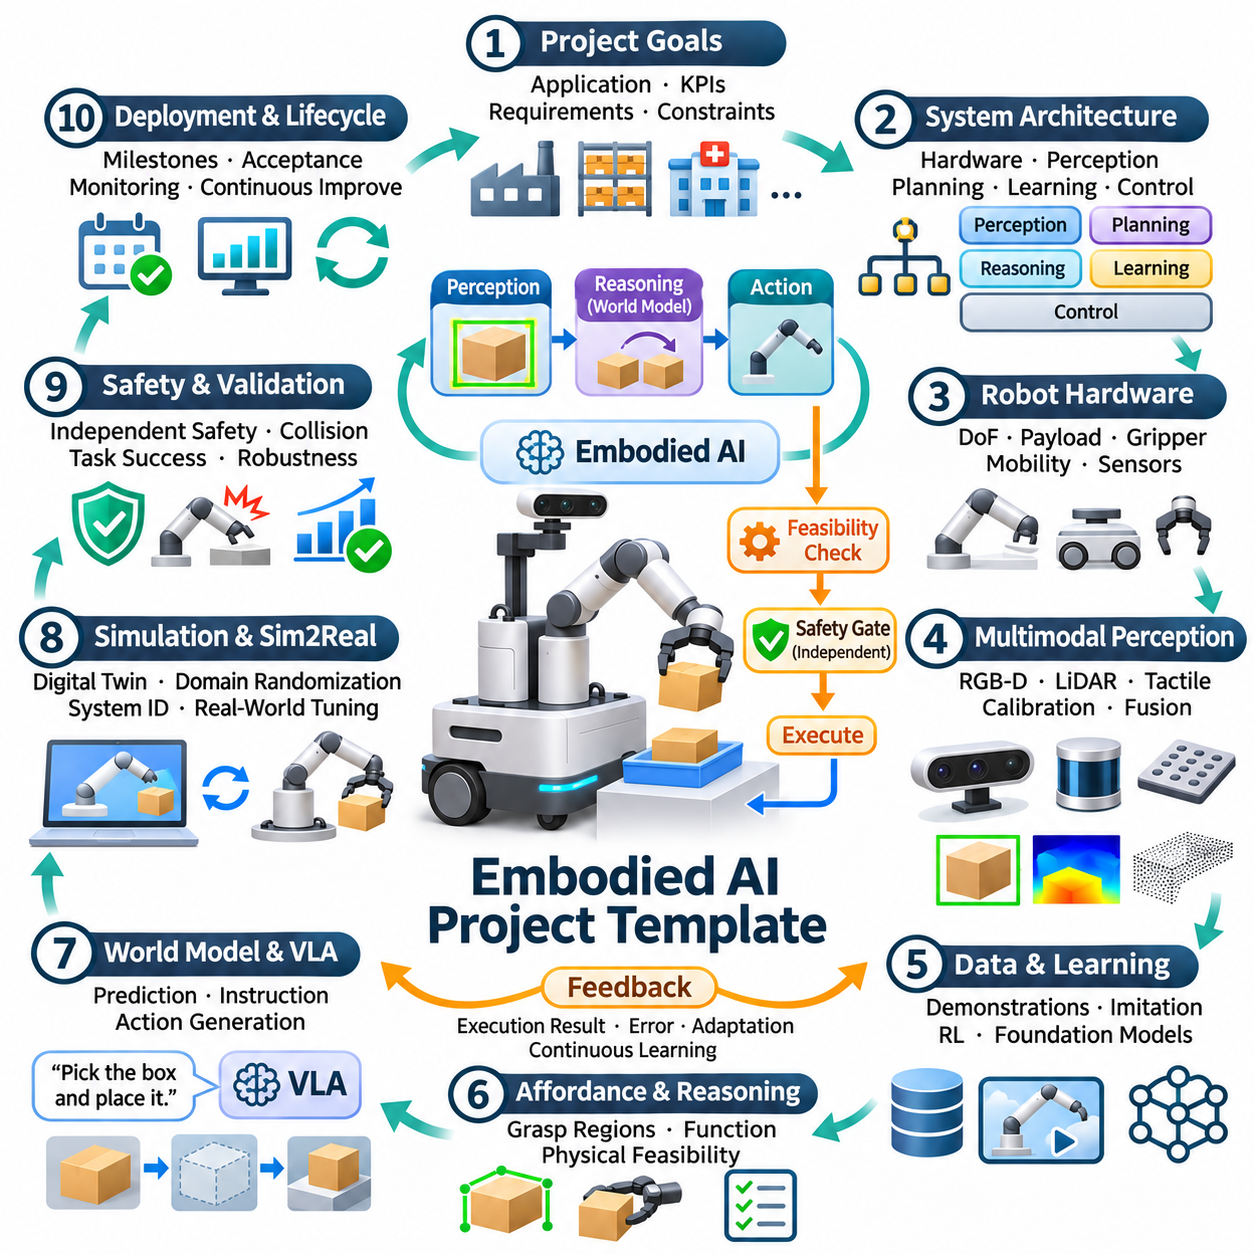 1 Project Goals
Application · KPIs
Requirements · Constraints
...
2 System Architecture
Hardware · Perception
Planning · Learning · Control
Perception
Planning
Reasoning
Learning
Control
3 Robot Hardware
DoF · Payload · Gripper
Mobility · Sensors
4 Multimodal Perception
RGB-D · LiDAR · Tactile
Calibration · Fusion
5 Data & Learning
Demonstrations · Imitation
RL · Foundation Models
6 Affordance & Reasoning
Grasp Regions · Function
Physical Feasibility
7 World Model & VLA
Prediction · Instruction
Action Generation
“Pick the box
and place it.”
VLA
8 Simulation & Sim2Real
Digital Twin · Domain Randomization
System ID · Real-World Tuning
9 Safety & Validation
Independent Safety · Collision
Task Success · Robustness
10 Deployment & Lifecycle
Milestones · Acceptance
Monitoring · Continuous Improve
Perception
Reasoning
(World Model)
Action
Embodied AI
Feasibility
Check
Safety Gate
(Independent)
Execute
Embodied AI
Project Template
Feedback
Execution Result · Error · Adaptation
Continuous Learning